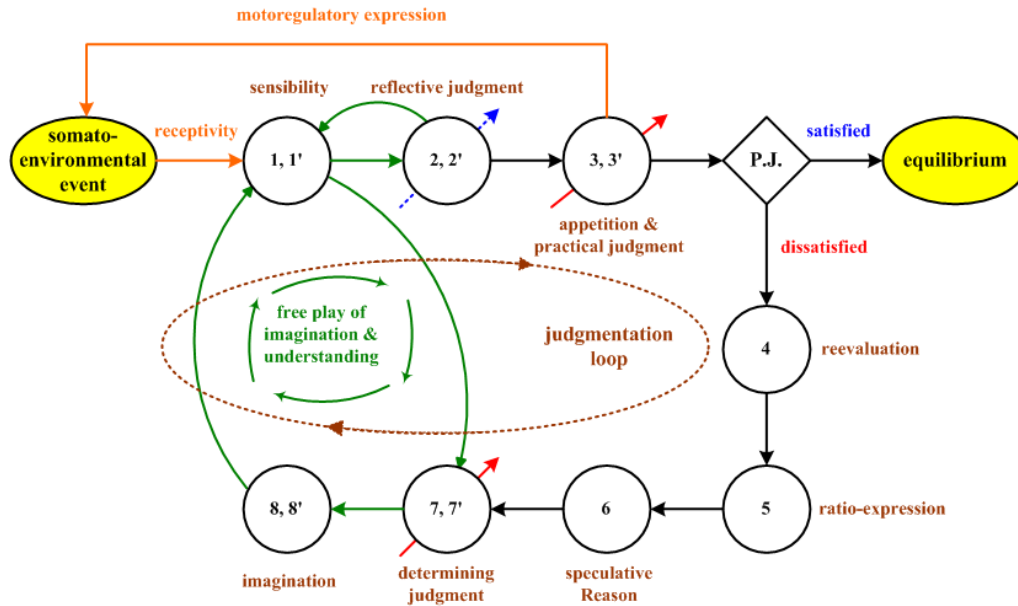 motoregulatory expression
sensibility
reflective judgment
somato-
environmental
event
receptivity
1, 1'
2, 2'
3, 3'
P.J.
satisfied
equilibrium
appetition &
practical judgment
dissatisfied
free play of
imagination &
understanding
judgmentation
loop
4
reevaluation
8, 8'
7, 7'
6
5
ratio-expression
imagination
determining
judgment
speculative
Reason